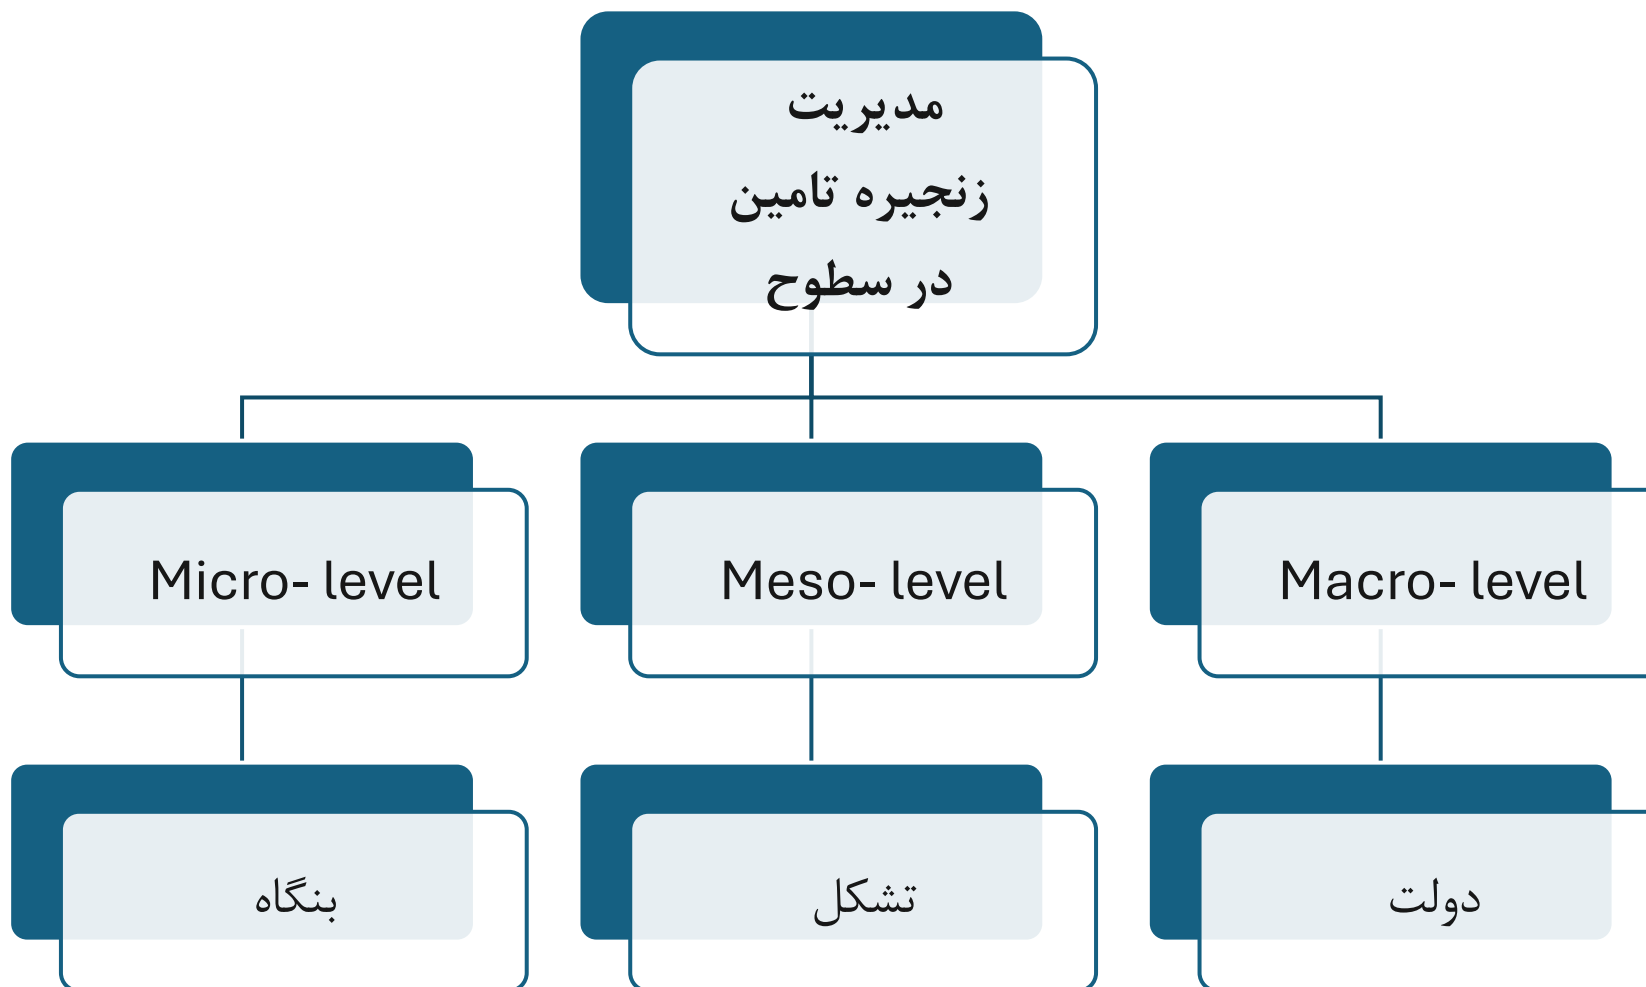 مدیریت
زنجیره تامین
در سطوح
Micro- level
Meso- level
Macro- level
بنگاه
تشکل
دولت